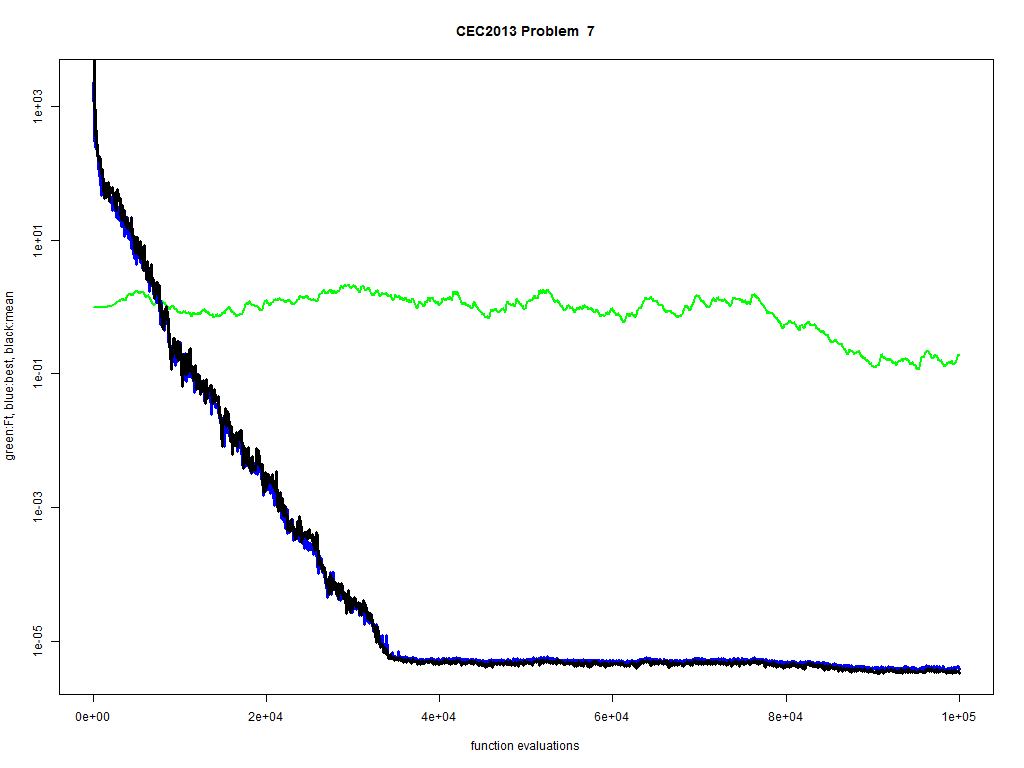 CEC2013 Problem  7
green:Ft, blue:best, black:mean
1e+03
1e+01
1e-01
1e-03
1e-05
0e+00
2e+04
4e+04
6e+04
8e+04
1e+05
function evaluations